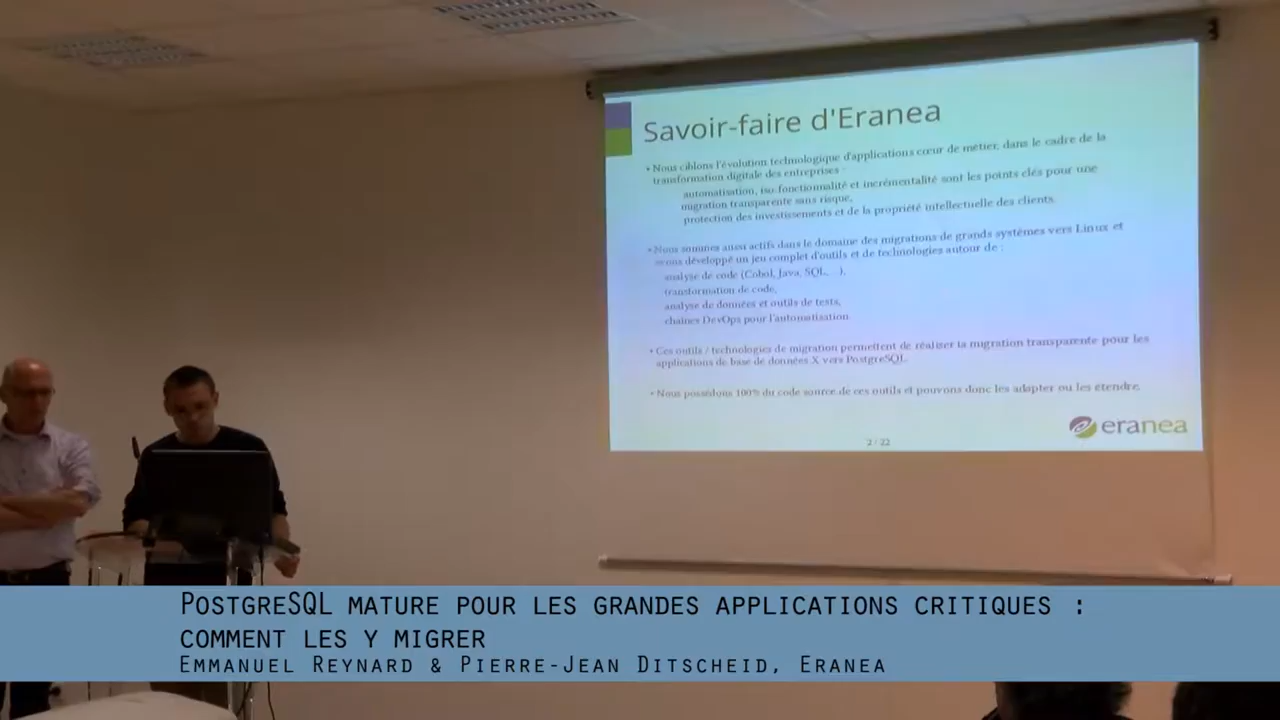 Savoir-faire d'Eranea
• Nous ciblons l'évolution technologique d'applications cœur de métier, dans le cadre de la
transformation digitale des entreprises :
automatisation, iso-fonctionnalité et incrémentalité sont les points clés pour une
migration transparente sans risque,
protection des investissements et de la propriété intellectuelle des clients.
• Nous sommes aussi actifs dans le domaine des migrations de grands systèmes vers Linux et
avons développé un jeu complet d'outils et de technologies autour de :
analyse de code (Cobol, Java, SQL, ...),
transformation de code,
analyse de données et outils de tests,
chaînes DevOps pour l'automatisation.
• Ces outils / technologies de migration permettent de réaliser la migration transparente pour les
applications de base de données X vers PostgreSQL.
• Nous possédons 100% du code source de ces outils et pouvons donc les adapter ou les étendre.
eranea
2 / 22
PostgreSQL mature pour les grandes applications critiques :
comment les y migrer
Emmanuel Reynard & Pierre-Jean Ditscheid, Eranea